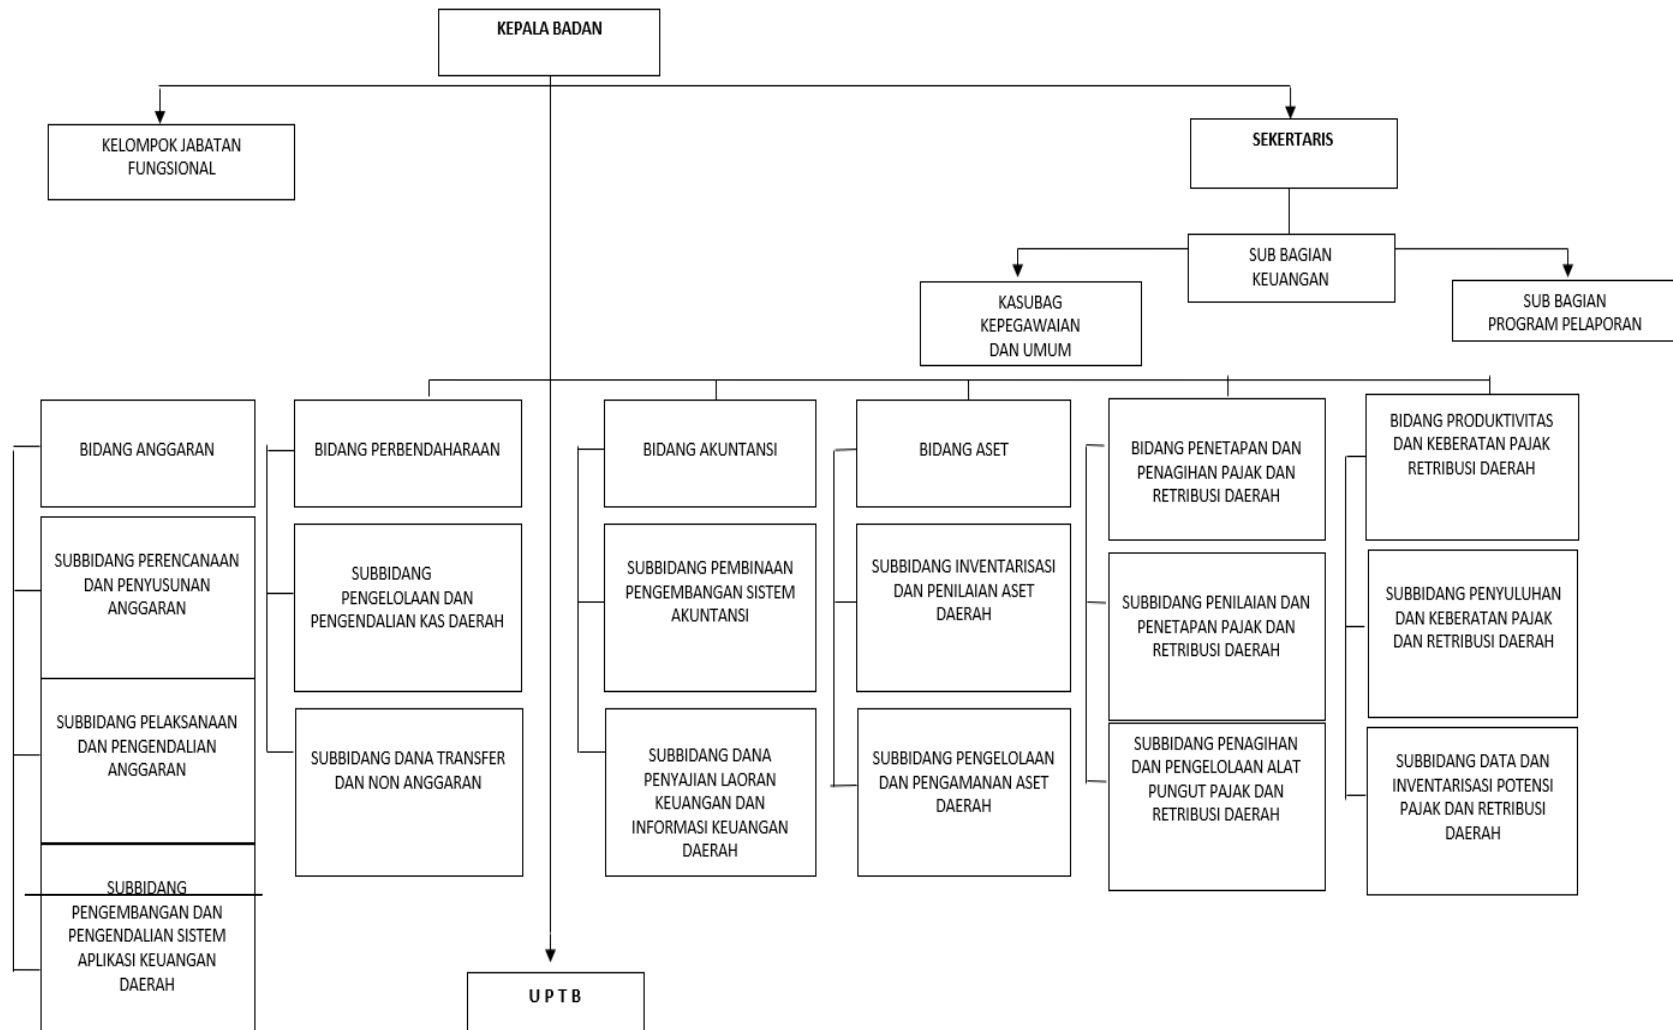 KEPALA BADAN
KELOMPOK JABATAN
FUNGSIONAL
SEKERTARIS
SUB BAGIAN
KEUANGAN
KASUBAG
KEPEGAWAIAN
DAN UMUM
SUB BAGIAN
PROGRAM PELAPORAN
BIDANG ANGGARAN
BIDANG PERBENDAHARAAN
BIDANG AKUNTANSI
BIDANG ASET
BIDANG PENETAPAN DAN
PENAGIHAN PAJAK DAN
RETRIBUSI DAERAH
BIDANG PRODUKTIVITAS
DAN KEBERATAN PAJAK
RETRIBUSI DAERAH
SUBBIDANG PERENCANAAN
DAN PENYUSUNAN
ANGGARAN
SUBBIDANG
PENGELOLAAN DAN
PENGENDALIAN KAS DAERAH
SUBBIDANG PEMBINAAN
PENGEMBANGAN SISTEM
AKUNTANSI
SUBBIDANG INVENTARISASI
DAN PENILAIAN ASET
DAERAH
SUBBIDANG PENILAIAN DAN
PENETAPAN PAJAK DAN
RETRIBUSI DAERAH
SUBBIDANG PENYULUHAN
DAN KEBERATAN PAJAK
DAN RETRIBUSI DAERAH
SUBBIDANG PELAKSANAAN
DAN PENGENDALIAN
ANGGARAN
SUBBIDANG DANA TRANSFER
DAN NON ANGGARAN
SUBBIDANG DANA
PENYAJIAN LAORAN
KEUANGAN DAN
INFORMASI KEUANGAN
DAERAH
SUBBIDANG PENGELOLAAN
DAN PENGAMANAN ASET
DAERAH
SUBBIDANG PENAGIHAN
DAN PENGELOLAAN ALAT
PUNGUT PAJAK DAN
RETRIBUSI DAERAH
SUBBIDANG DATA DAN
INVENTARISASI POTENSI
PAJAK DAN RETRIBUSI
DAERAH
SUBBIDANG
PENGEMBANGAN DAN
PENGENDALIAN SISTEM
APLIKASI KEUANGAN
DAERAH
U P T B